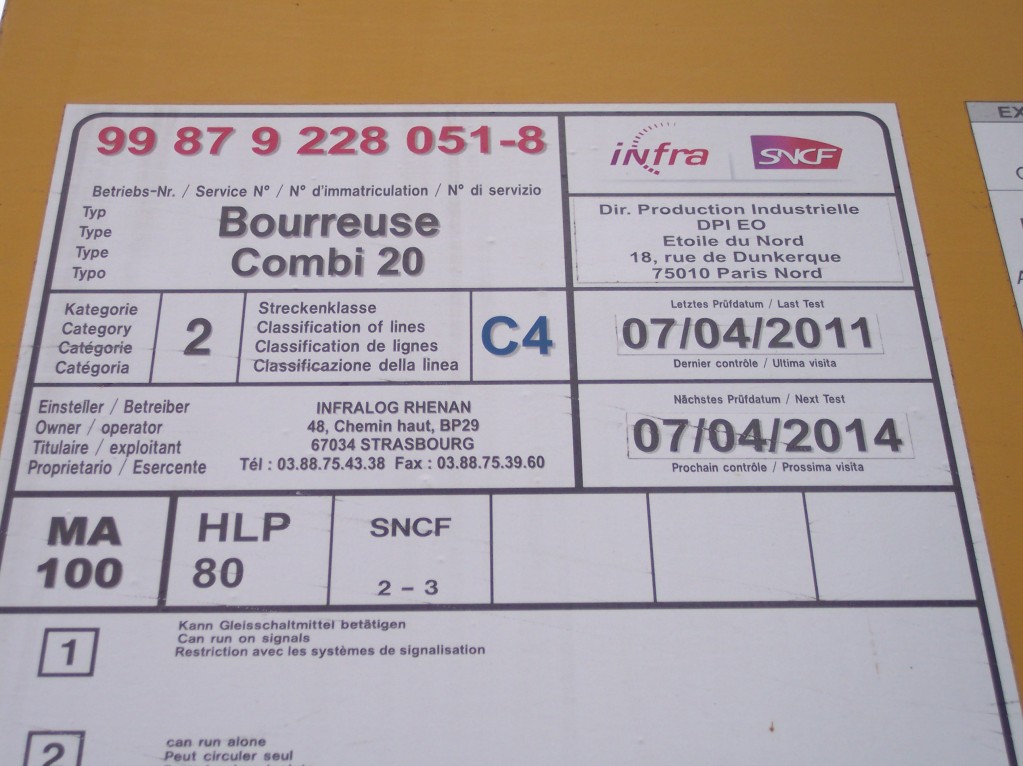 99 87 9 228 051-8
Betriebs-Nr. / Service N° / N° d'immatriculation / N° di servizio
Typ
Type
Type
Typo
Bourreuse
Combi 20
infra
SNCF
Dir. Production Industrielle
DPI EO
Etoile du Nord
18, rue de Dunkerque
75010 Paris Nord
Kategorie
Category
Catégorie
Catégoria
2
Streckenklasse
Classification of lines
Classification de lignes
Classificazione della linea
C4
Letztes Prüfdatum / Last Test
07/04/2011
Dernier contrôle / Ultima visita
Einsteller / Betreiber
Owner / operator
Titulaire / exploitant
Proprietario / Esercente
INFRALOG RHENAN
48, Chemin haut, BP29
67034 STRASBOURG
Tél : 03.88.75.43.38 Fax : 03.88.75.39.60
Nächstes Prüfdatum / Next Test
07/04/2014
Prochain contrôle / Prossima visita
MA
100
HLP
80
SNCF
2 – 3
1
Kann Gleisschaltmittel betätigen
Can run on signals
Restriction avec les systèmes de signalisation
2
can run alone
Peut circuler seul
EX